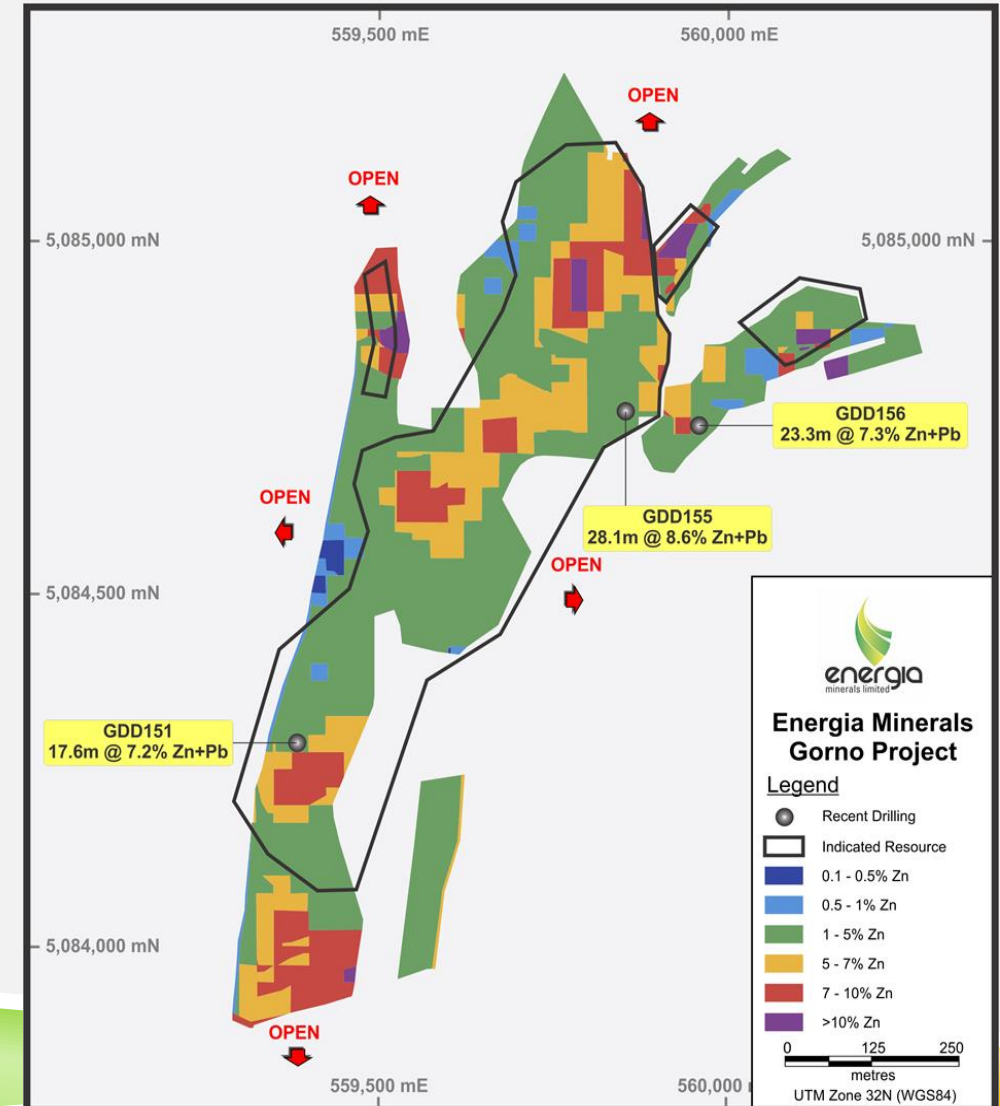 559,500 mE
560,000 mE
OPEN
OPEN
5,085,000 mN
5,085,000 mN
GDD156
23.3m @ 7.3% Zn+Pb
OPEN
GDD155
28.1m @ 8.6% Zn+Pb
OPEN
5,084,500 mN
GDD151
17.6m @ 7.2% Zn+Pb
5,084,000 mN
OPEN
559,500 mE
560,000
energia
minerals limited
Energia Minerals
Gorno Project
Legend
Recent Drilling
Indicated Resource
0.1 - 0.5% Zn
0.5 - 1% Zn
1 - 5% Zn
5 - 7% Zn
7 - 10% Zn
>10% Zn
0 125 250
metres
UTM Zone 32N (WGS84)